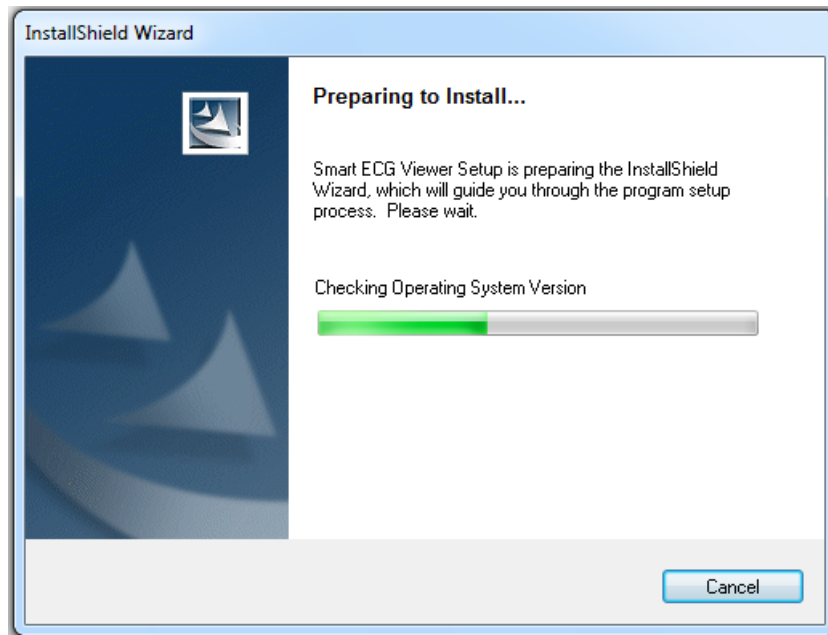 InstallShield Wizard
Preparing to Install...
Smart ECG Viewer Setup is preparing the InstallShield
Wizard, which will guide you through the program setup
process. Please wait.
Checking Operating System Version
Cancel